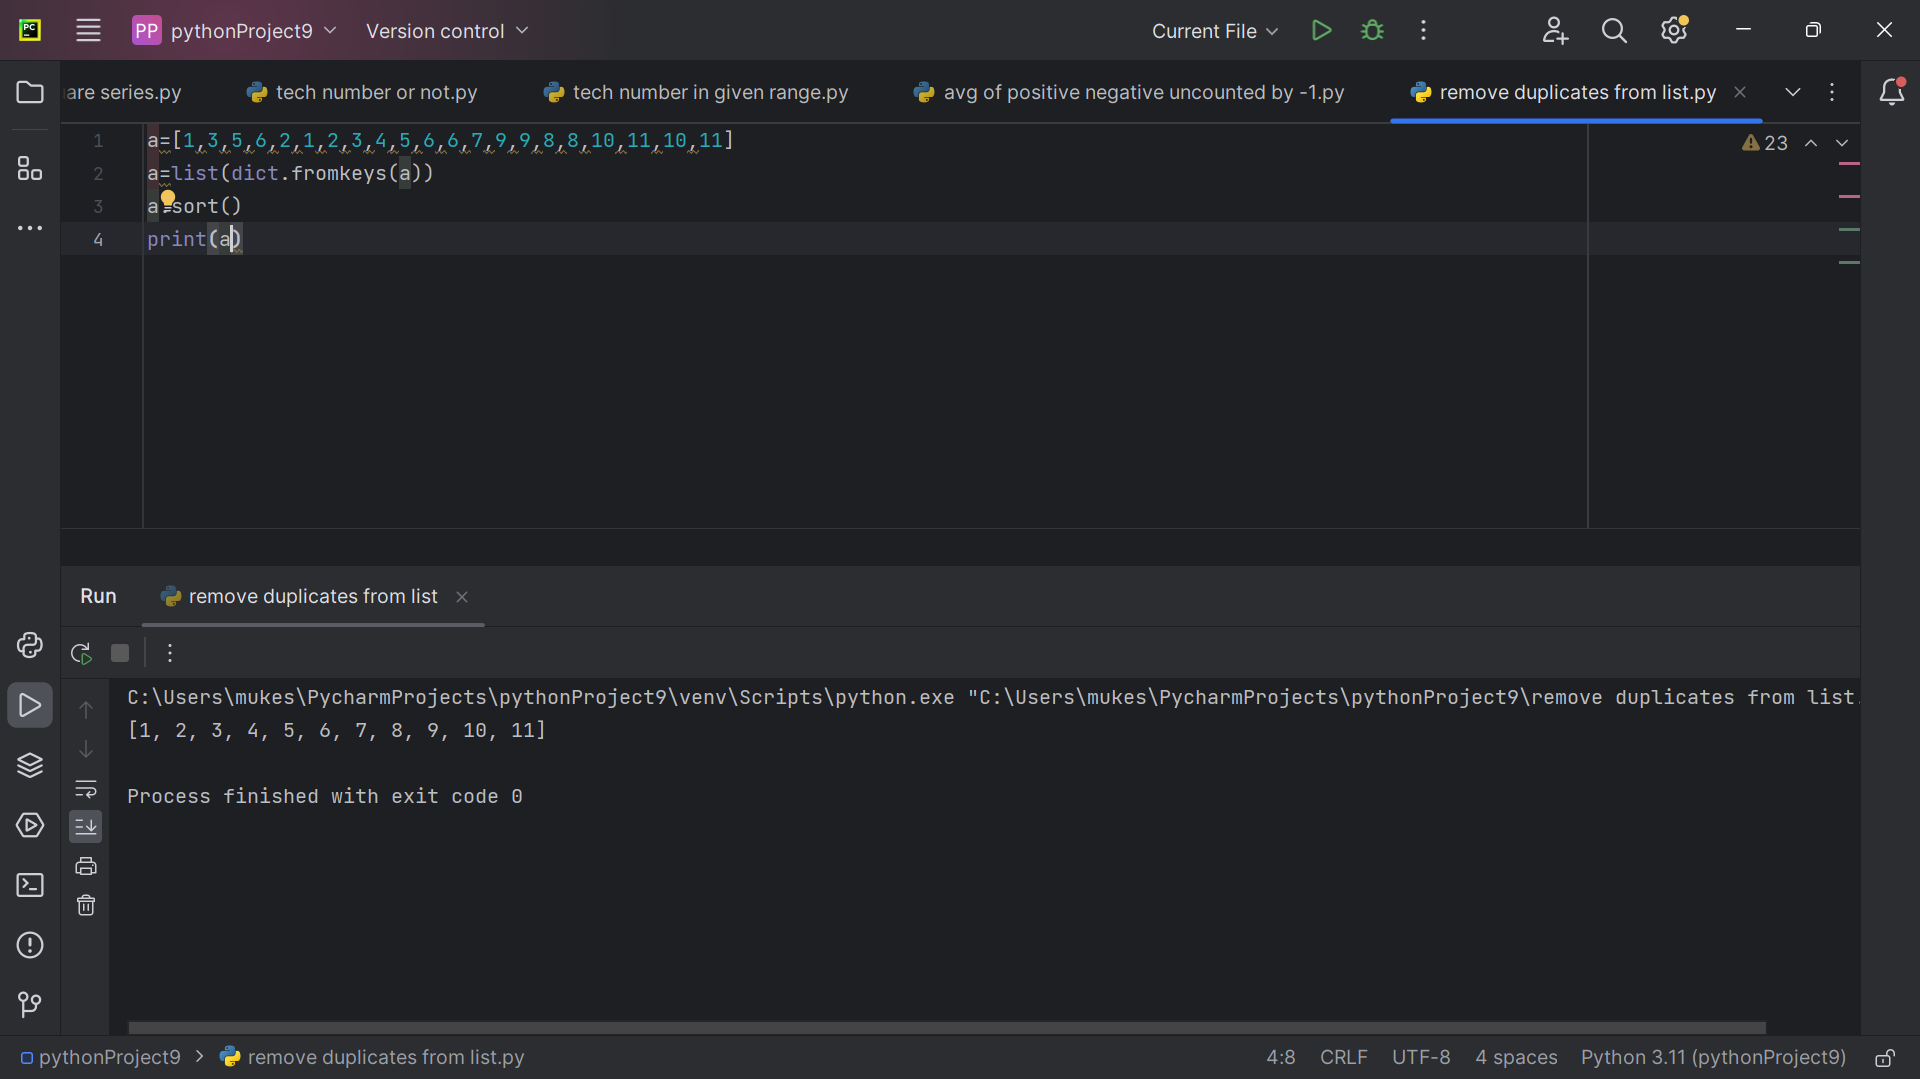 PC
PP pythonProject9 Version control Current File
are series.py tech number or not.py tech number in given range.py avg of positive negative uncounted by -1.py remove duplicates from list.py
1 a=[1,3,5,6,2,1,2,3,4,5,6,6,7,9,9,8,8,10,11,10,11]
23
2 a=list(dict.fromkeys(a))
3 a.sort()
4 print(a)
Run remove duplicates from list
C:\Users\mukes\PycharmProjects\pythonProject9\venv\Scripts\python.exe "C:\Users\mukes\PycharmProjects\pythonProject9\remove duplicates from list.
[1, 2, 3, 4, 5, 6, 7, 8, 9, 10, 11]
Process finished with exit code 0
pythonProject9 > remove duplicates from list.py 4:8 CRLF UTF-8 4 spaces Python 3.11 (pythonProject9)